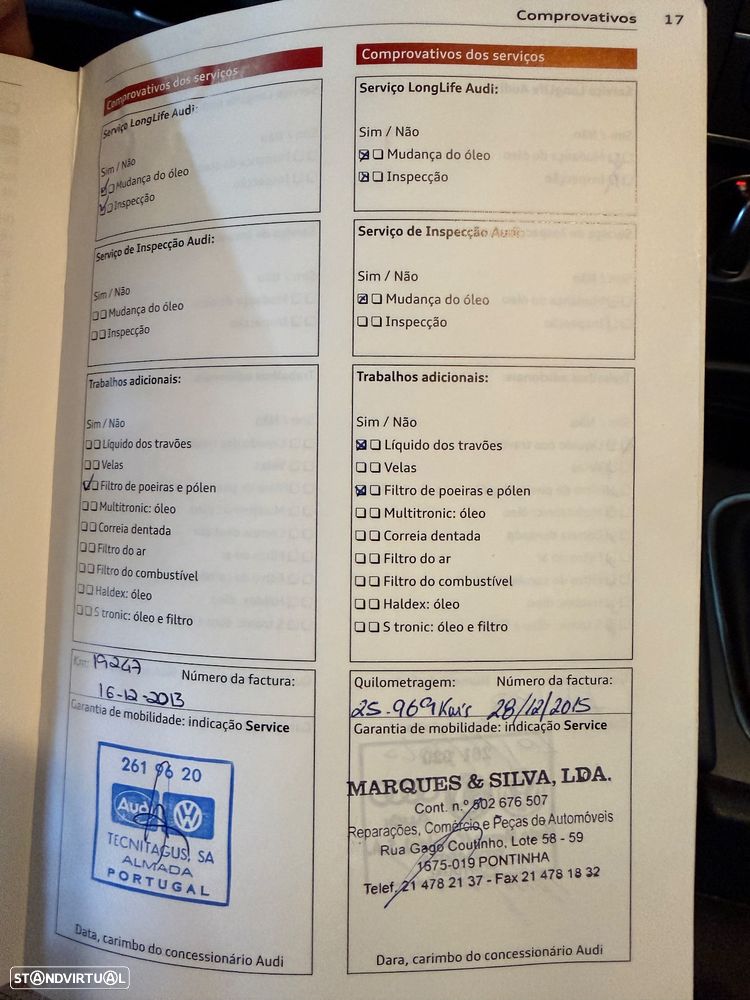 Comprovativos 17
Comprovativos dos serviços
Serviço LongLife Audi:
Sim / Não
Mudança do óleo
Inspecção
Serviço de Inspecção Audi:
Sim / Não
Mudança do óleo
Inspecção
Trabalhos adicionais:
Sim / Não
Líquido dos travões
Velas
Filtro de poeiras e pólen
Multitronic: óleo
Correia dentada
Filtro do ar
Filtro do combustível
Haldex: óleo
S tronic: óleo e filtro
Km: 19247
Número da factura:
16-12-2013
Garantia de mobilidade: indicação Service
261 96 20
Audi
TECNITAGUS, SA
ALMADA
PORTUGAL
Data, carimbo do concessionário Audi
Comprovativos dos serviços
Serviço LongLife Audi:
Sim / Não
Mudança do óleo
Inspecção
Serviço de Inspecção Audi:
Sim / Não
Mudança do óleo
Inspecção
Trabalhos adicionais:
Sim / Não
Líquido dos travões
Velas
Filtro de poeiras e pólen
Multitronic: óleo
Correia dentada
Filtro do ar
Filtro do combustível
Haldex: óleo
S tronic: óleo e filtro
Quilometragem: Número da factura:
25.969 Km's 28/12/2015
Garantia de mobilidade: indicação Service
MARQUES & SILVA, LDA.
Cont. n.º 502 676 507
Reparações, Comércio e Peças de Automóveis
Rua Gago Coutinho, Lote 58 - 59
1675-019 PONTINHA
Telef. 21 478 21 37 - Fax 21 478 18 32
Dara, carimbo do concessionário Audi
STANDVIRTUAL